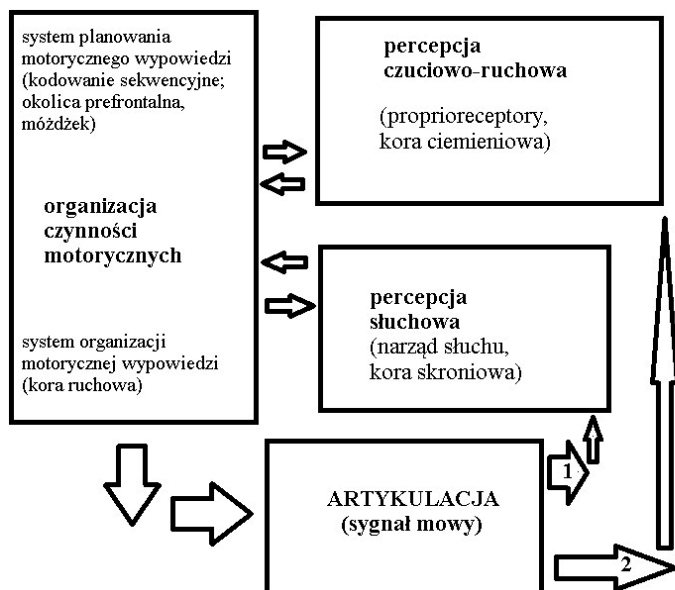 system planowania
motorycznego wypowiedzi
(kodowanie sekwencyjne;
okolica prefrontalna,
móżdżek)
organizacja
czynności
motorycznych
system organizacji
motorycznej wypowiedzi
(kora ruchowa)
percepcja
czuciowo-ruchowa
(proprioreceptory,
kora ciemieniowa)
percepcja
słuchowa
(narząd słuchu,
kora skroniowa)
ARTYKULACJA
(sygnał mowy)
1
2